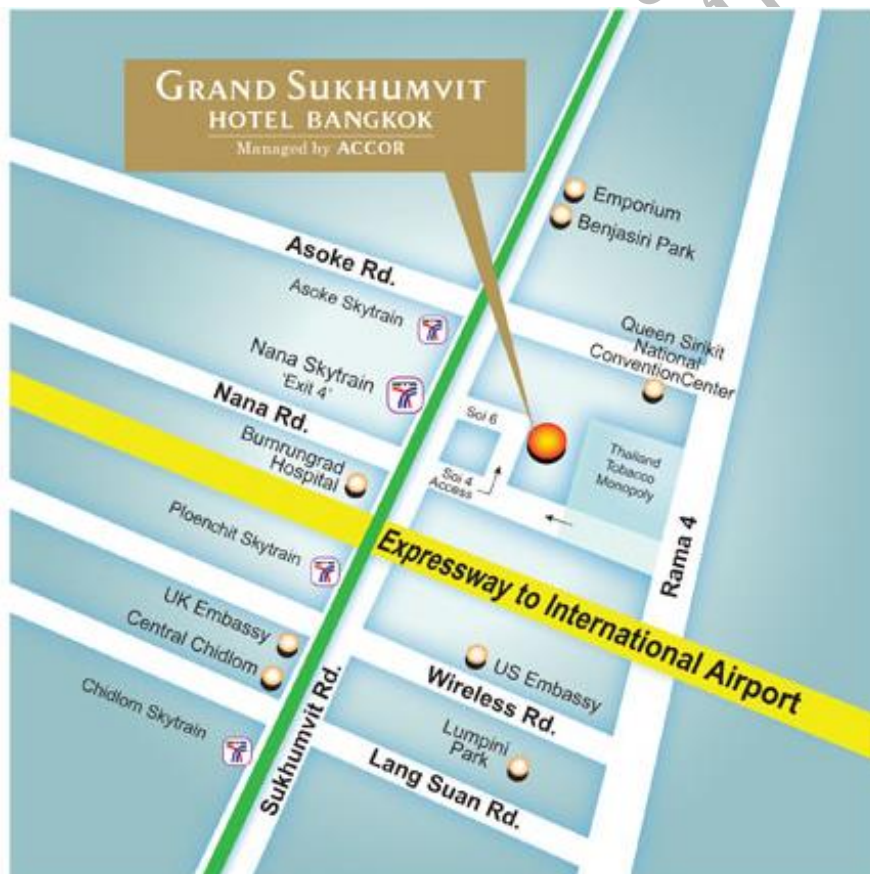 GRAND SUKHUMVIT
HOTEL BANGKOK
Managed by ACCOR
Emporium
Benjasiri Park
Asoke Rd.
Asoke Skytrain
Queen Sirikit
National
ConventionCenter
Nana Skytrain
'Exit 4'
Nana Rd.
Soi 6
Bumrungrad
Hospital
Thailand
Tobacco
Monopoly
Soi 4
Access
Ploenchit Skytrain
Rama 4
Expressway to International Airport
UK Embassy
Central Chidlom
US Embassy
Wireless Rd.
Chidlom Skytrain
Sukhumvit Rd.
Lumpini
Park
Lang Suan Rd.